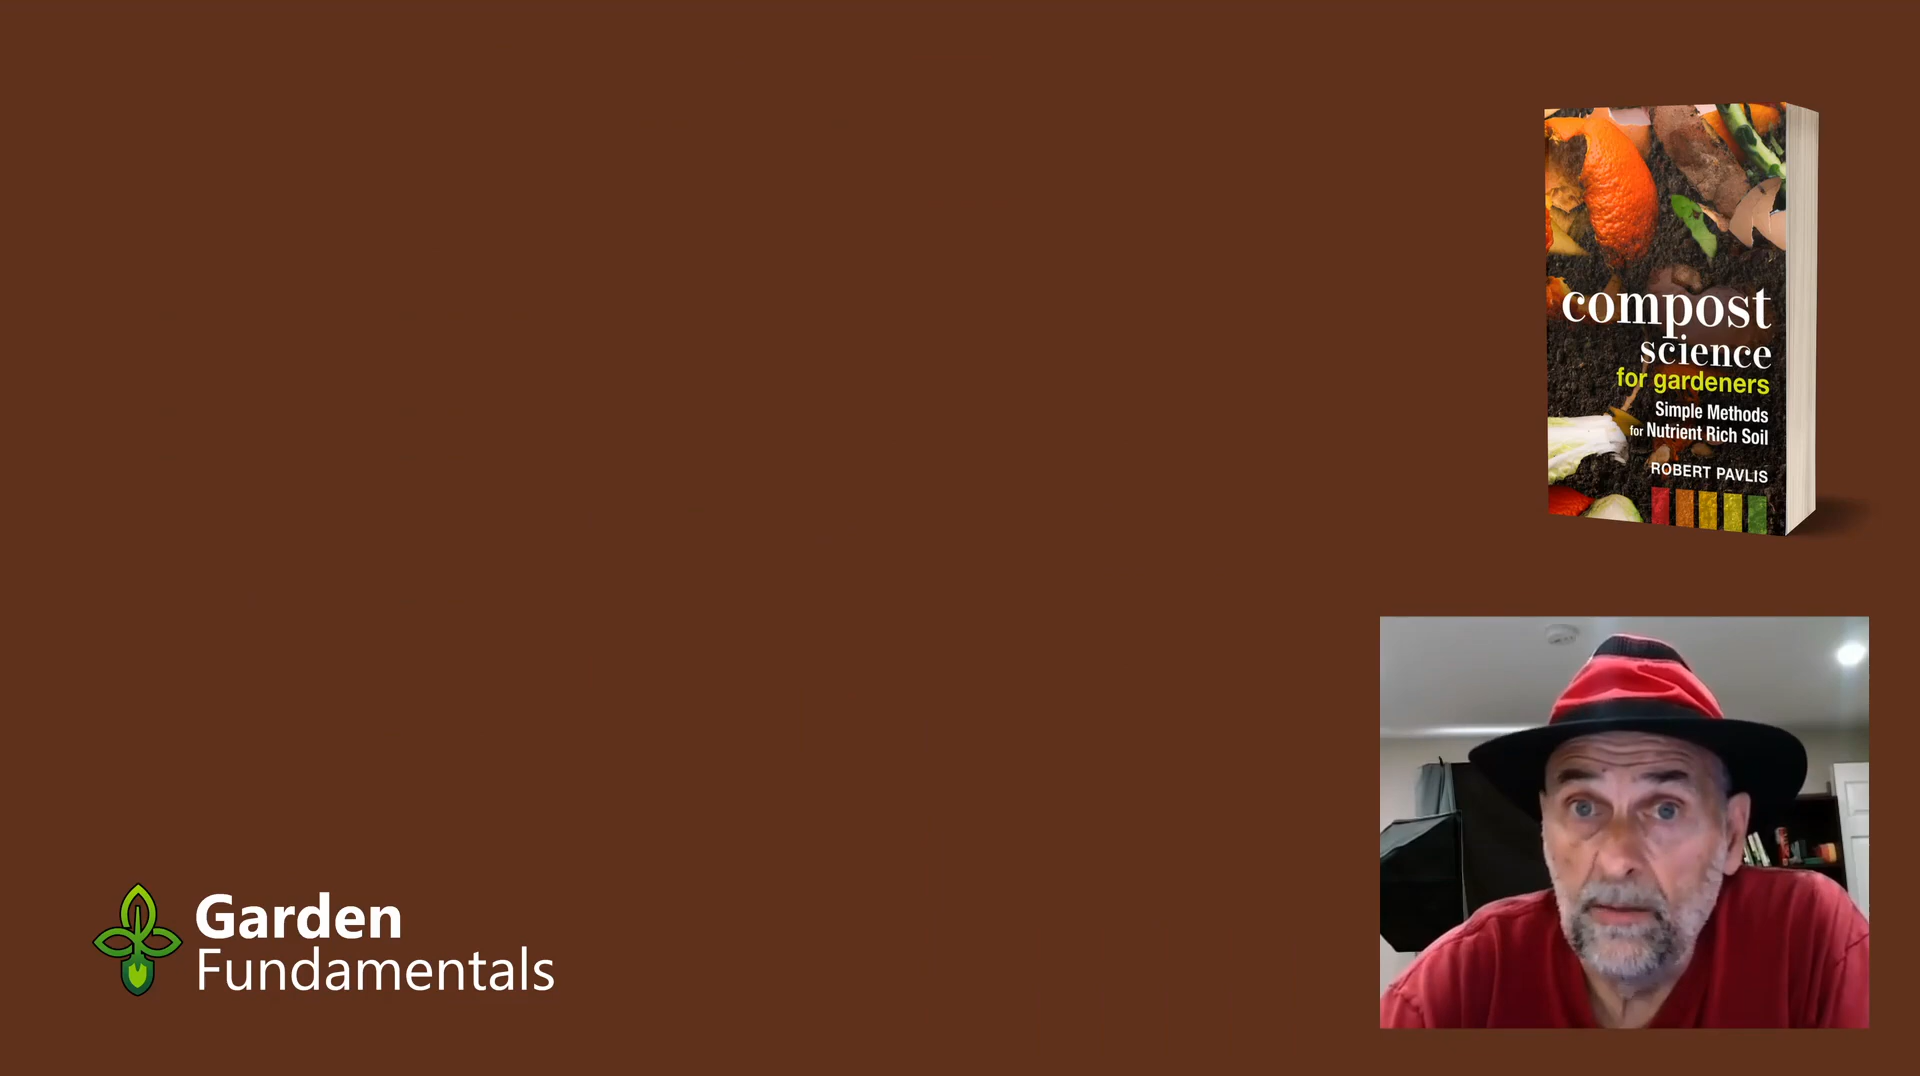 compost
science
for gardeners
Simple Methods
for Nutrient Rich Soil
ROBERT PAVLIS
Garden
Fundamentals